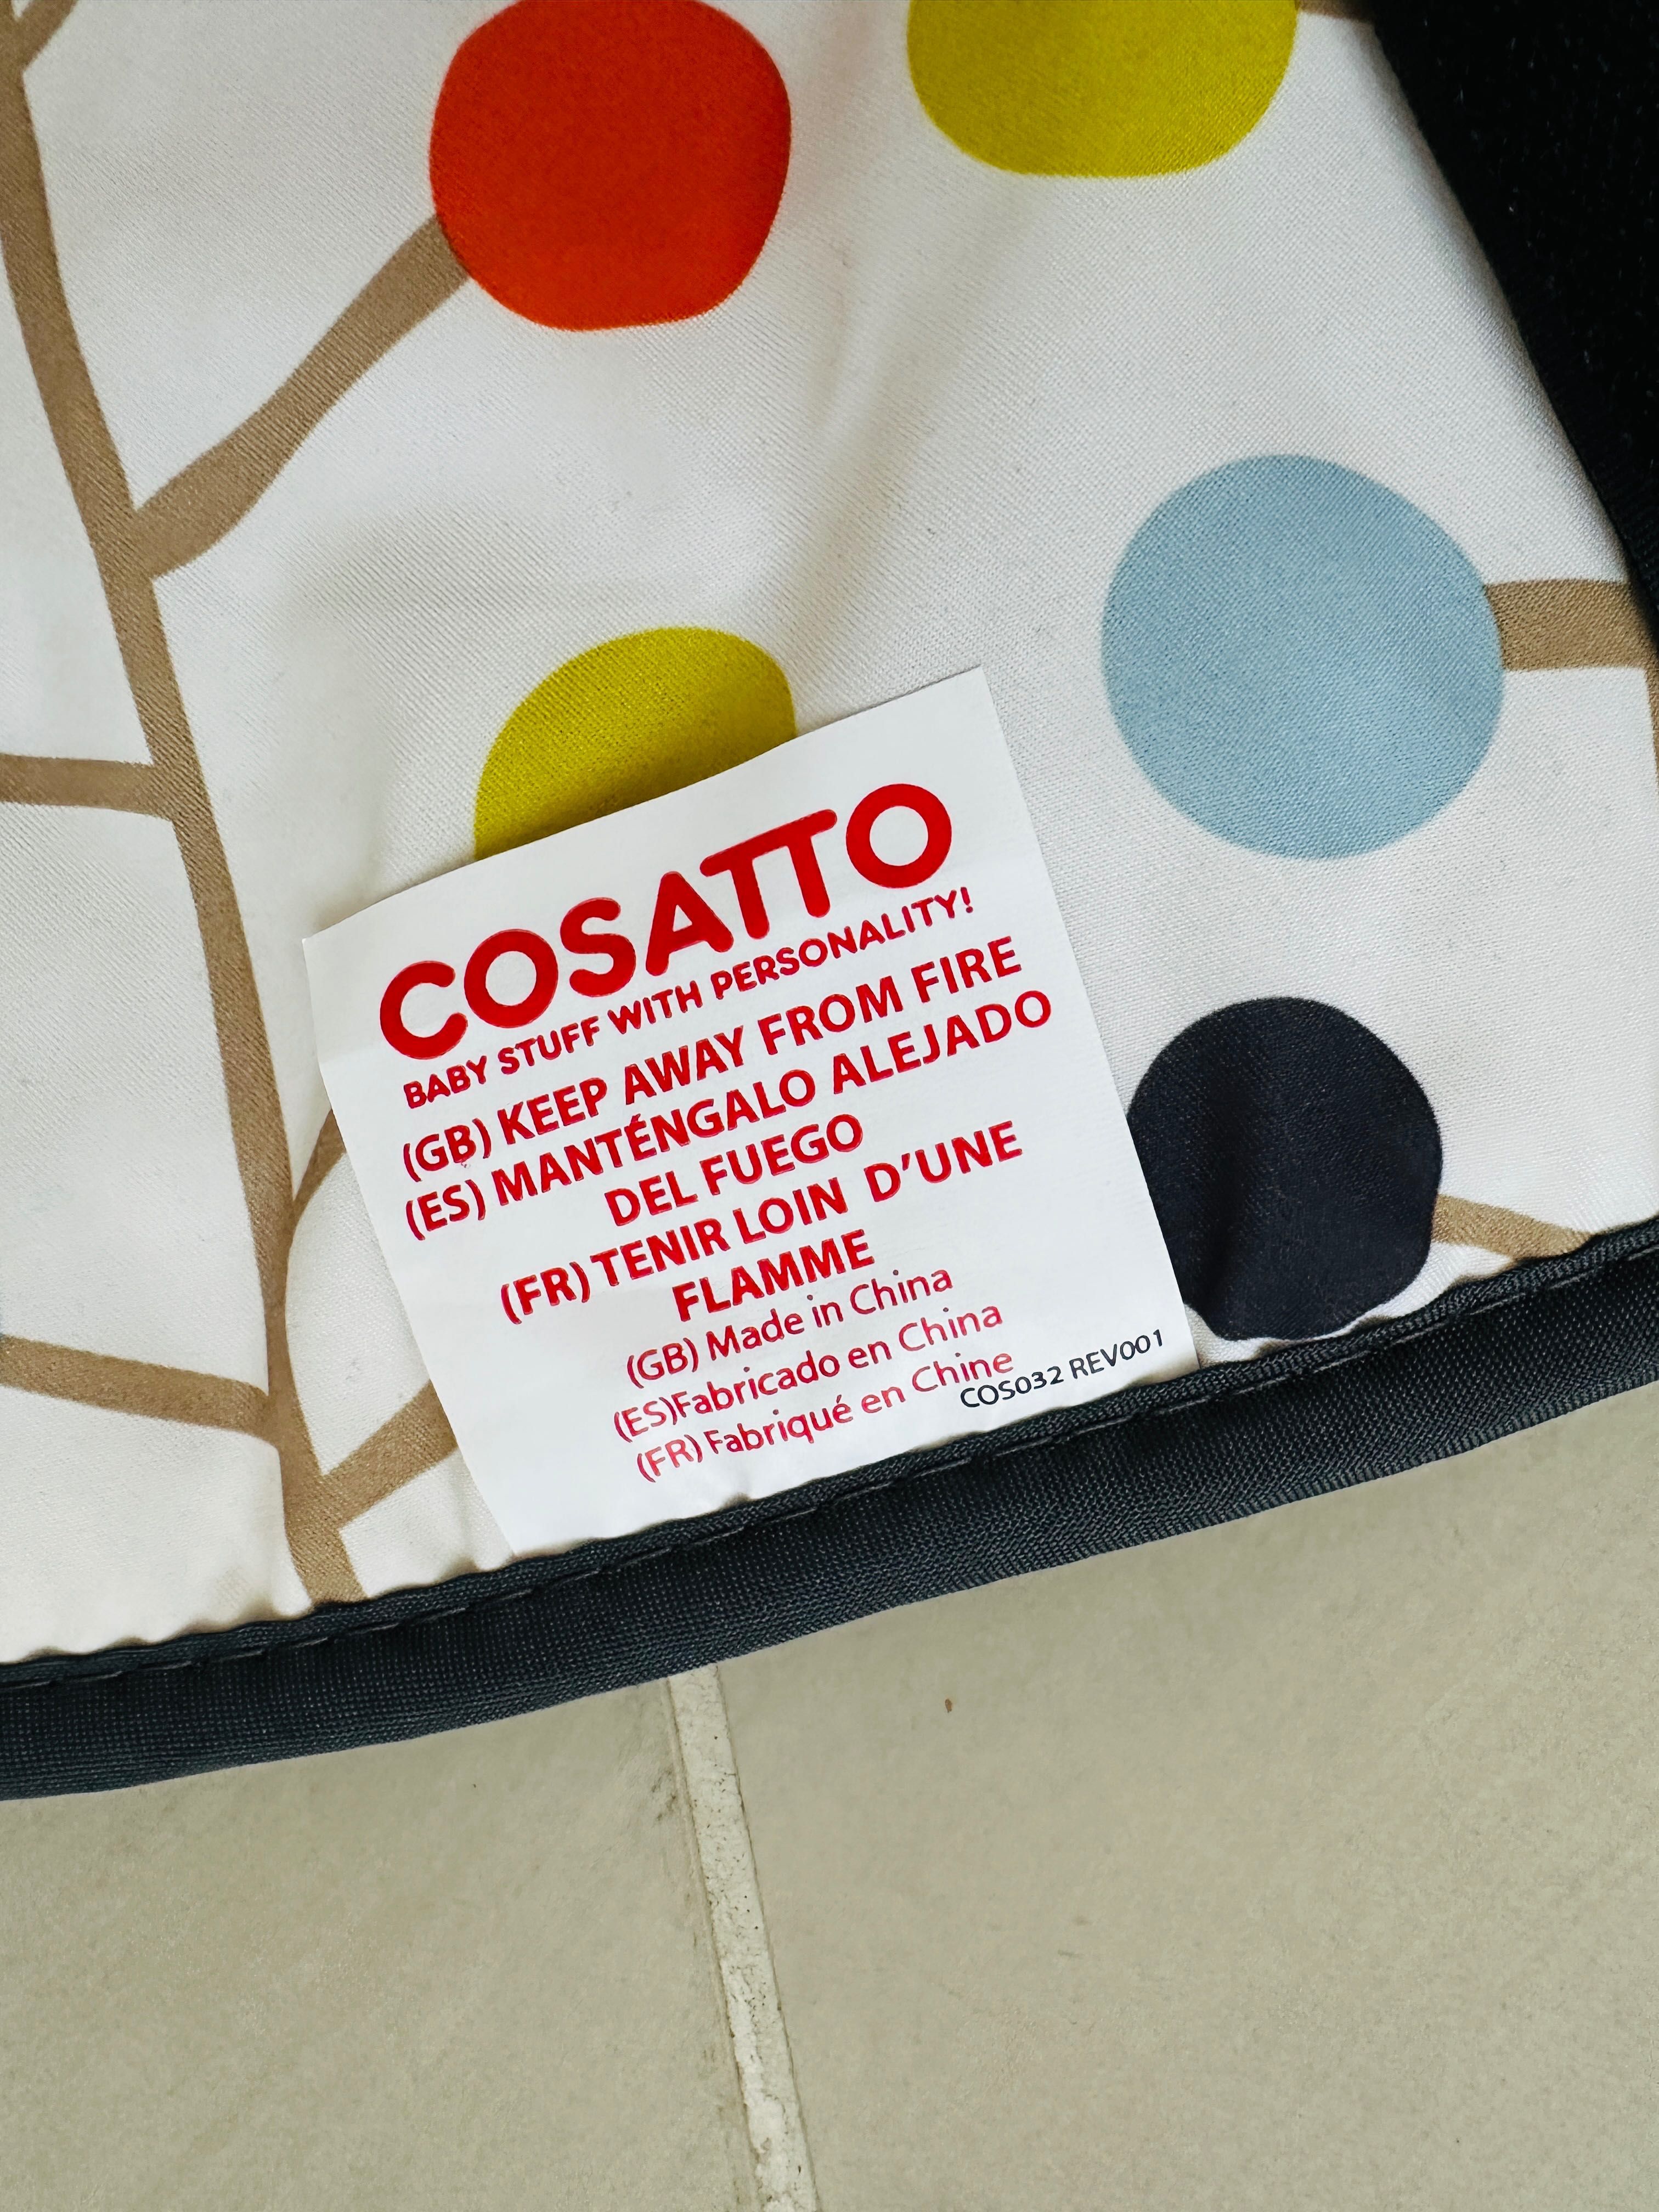 COSATTO
BABY STUFF WITH PERSONALITY!
(GB) KEEP AWAY FROM FIRE
(ES) MANTÉNGALO ALEJADO
DEL FUEGO
(FR) TENIR LOIN D'UNE
FLAMME
(GB) Made in China
(ES)Fabricado en China
(FR) Fabriqué en Chine
COS032 REV001